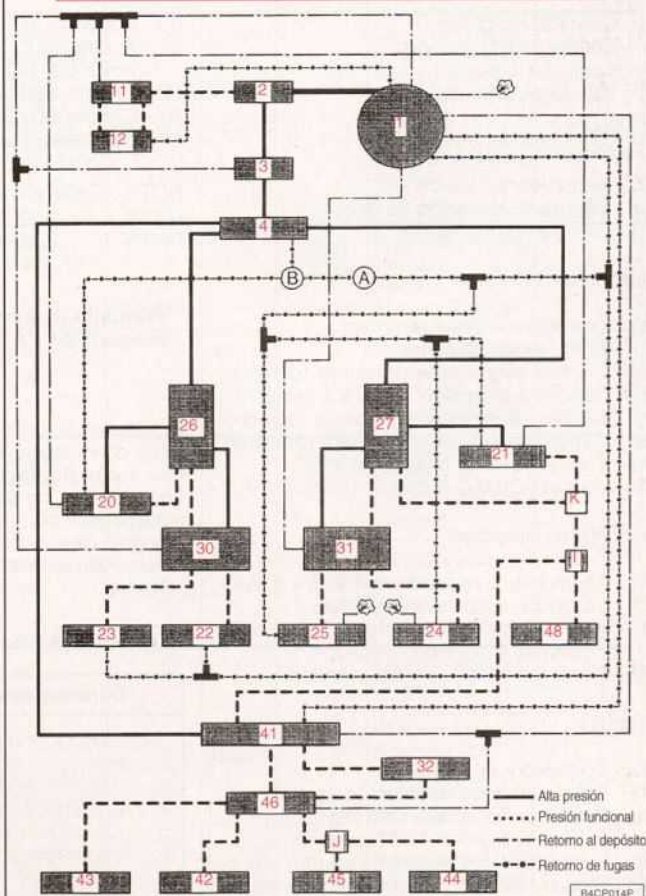 11
2
1
12
3
4
B
A
26
27
21
20
K
30
31
I
23
22
25
24
48
41
32
46
J
43
42
45
44
Alta presión
Presión funcional
Retorno al depósito
Retorno de fugas
B4CP014P